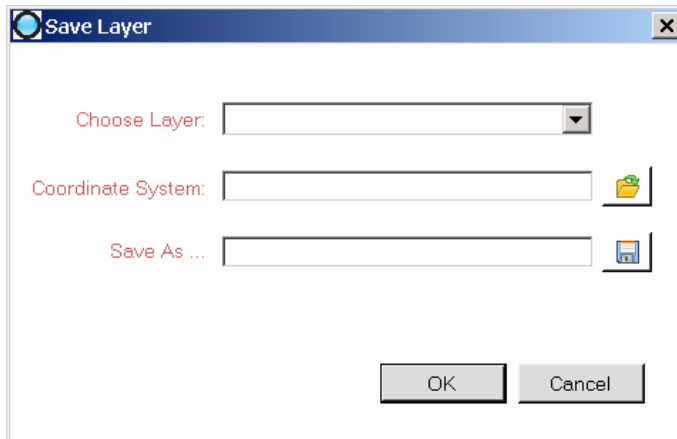 Save Layer
Choose Layer:
Coordinate System:
Save As ...
OK Cancel